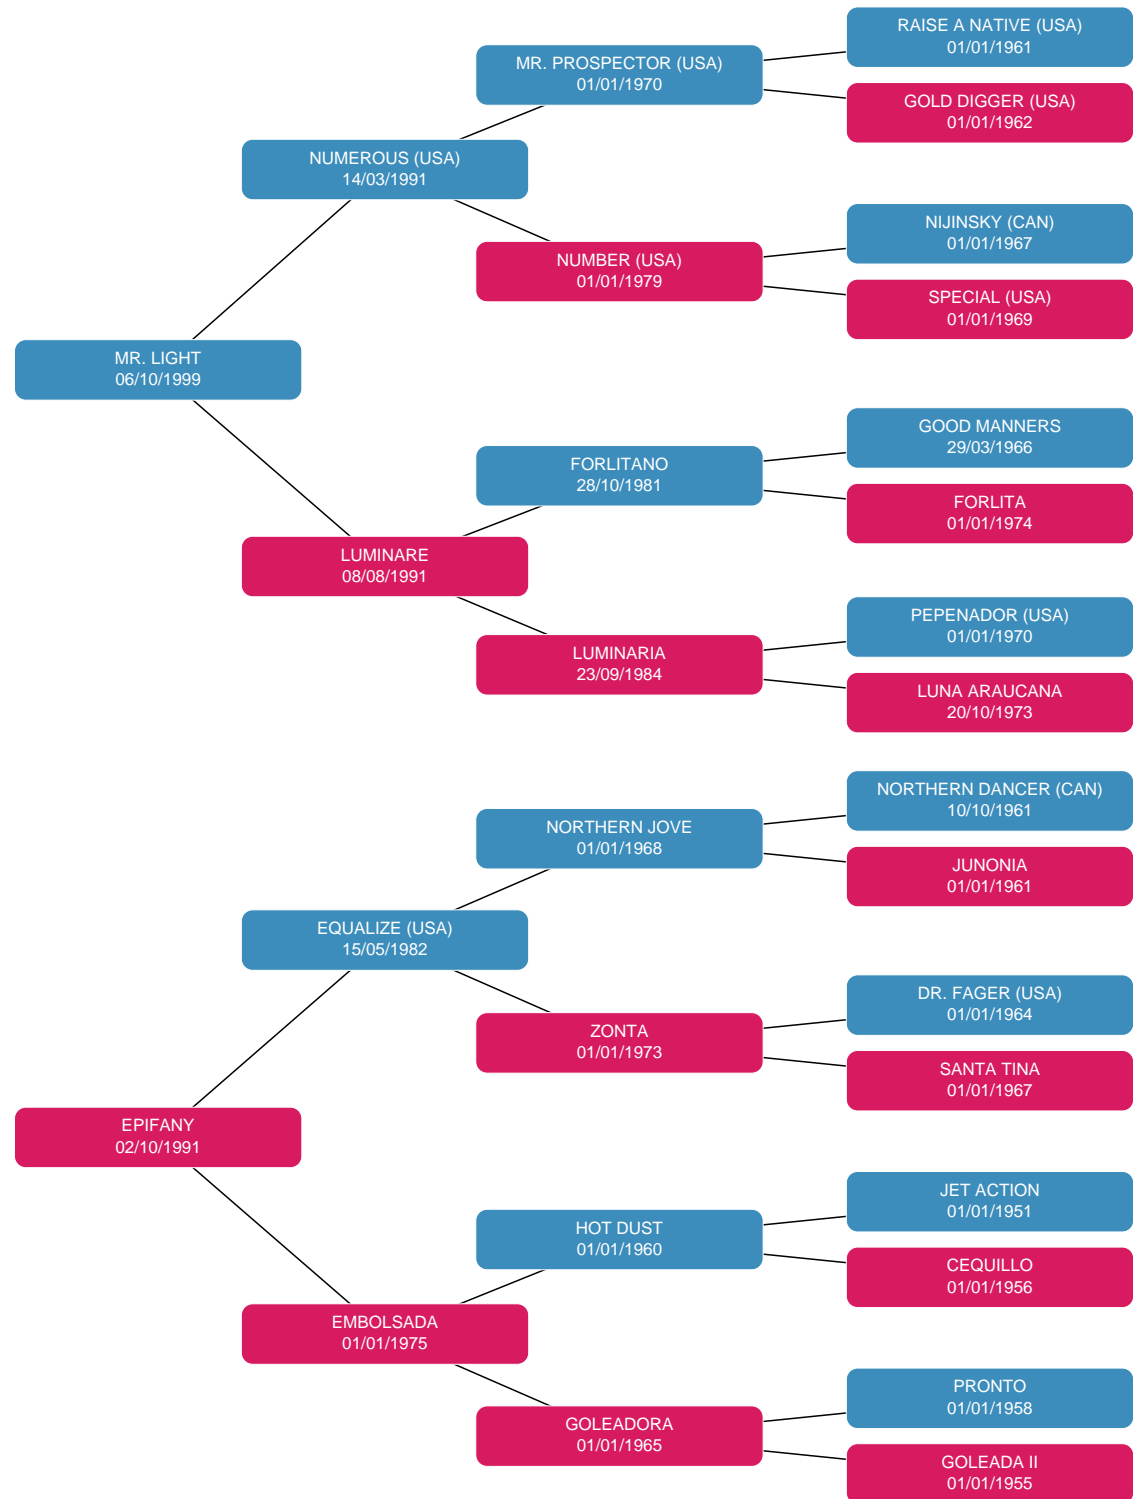 RAISE A NATIVE (USA)
01/01/1961
MR. PROSPECTOR (USA)
01/01/1970
GOLD DIGGER (USA)
01/01/1962
NUMEROUS (USA)
14/03/1991
NIJINSKY (CAN)
01/01/1967
NUMBER (USA)
01/01/1979
SPECIAL (USA)
01/01/1969
MR. LIGHT
06/10/1999
GOOD MANNERS
29/03/1966
FORLITANO
28/10/1981
FORLITA
01/01/1974
LUMINARE
08/08/1991
PEPENADOR (USA)
01/01/1970
LUMINARIA
23/09/1984
LUNA ARAUCANA
20/10/1973
NORTHERN DANCER (CAN)
10/10/1961
NORTHERN JOVE
01/01/1968
JUNONIA
01/01/1961
EQUALIZE (USA)
15/05/1982
DR. FAGER (USA)
01/01/1964
ZONTA
01/01/1973
SANTA TINA
01/01/1967
EPIFANY
02/10/1991
JET ACTION
01/01/1951
HOT DUST
01/01/1960
CEQUILLO
01/01/1956
EMBOLSADA
01/01/1975
PRONTO
01/01/1958
GOLEADORA
01/01/1965
GOLEADA II
01/01/1955